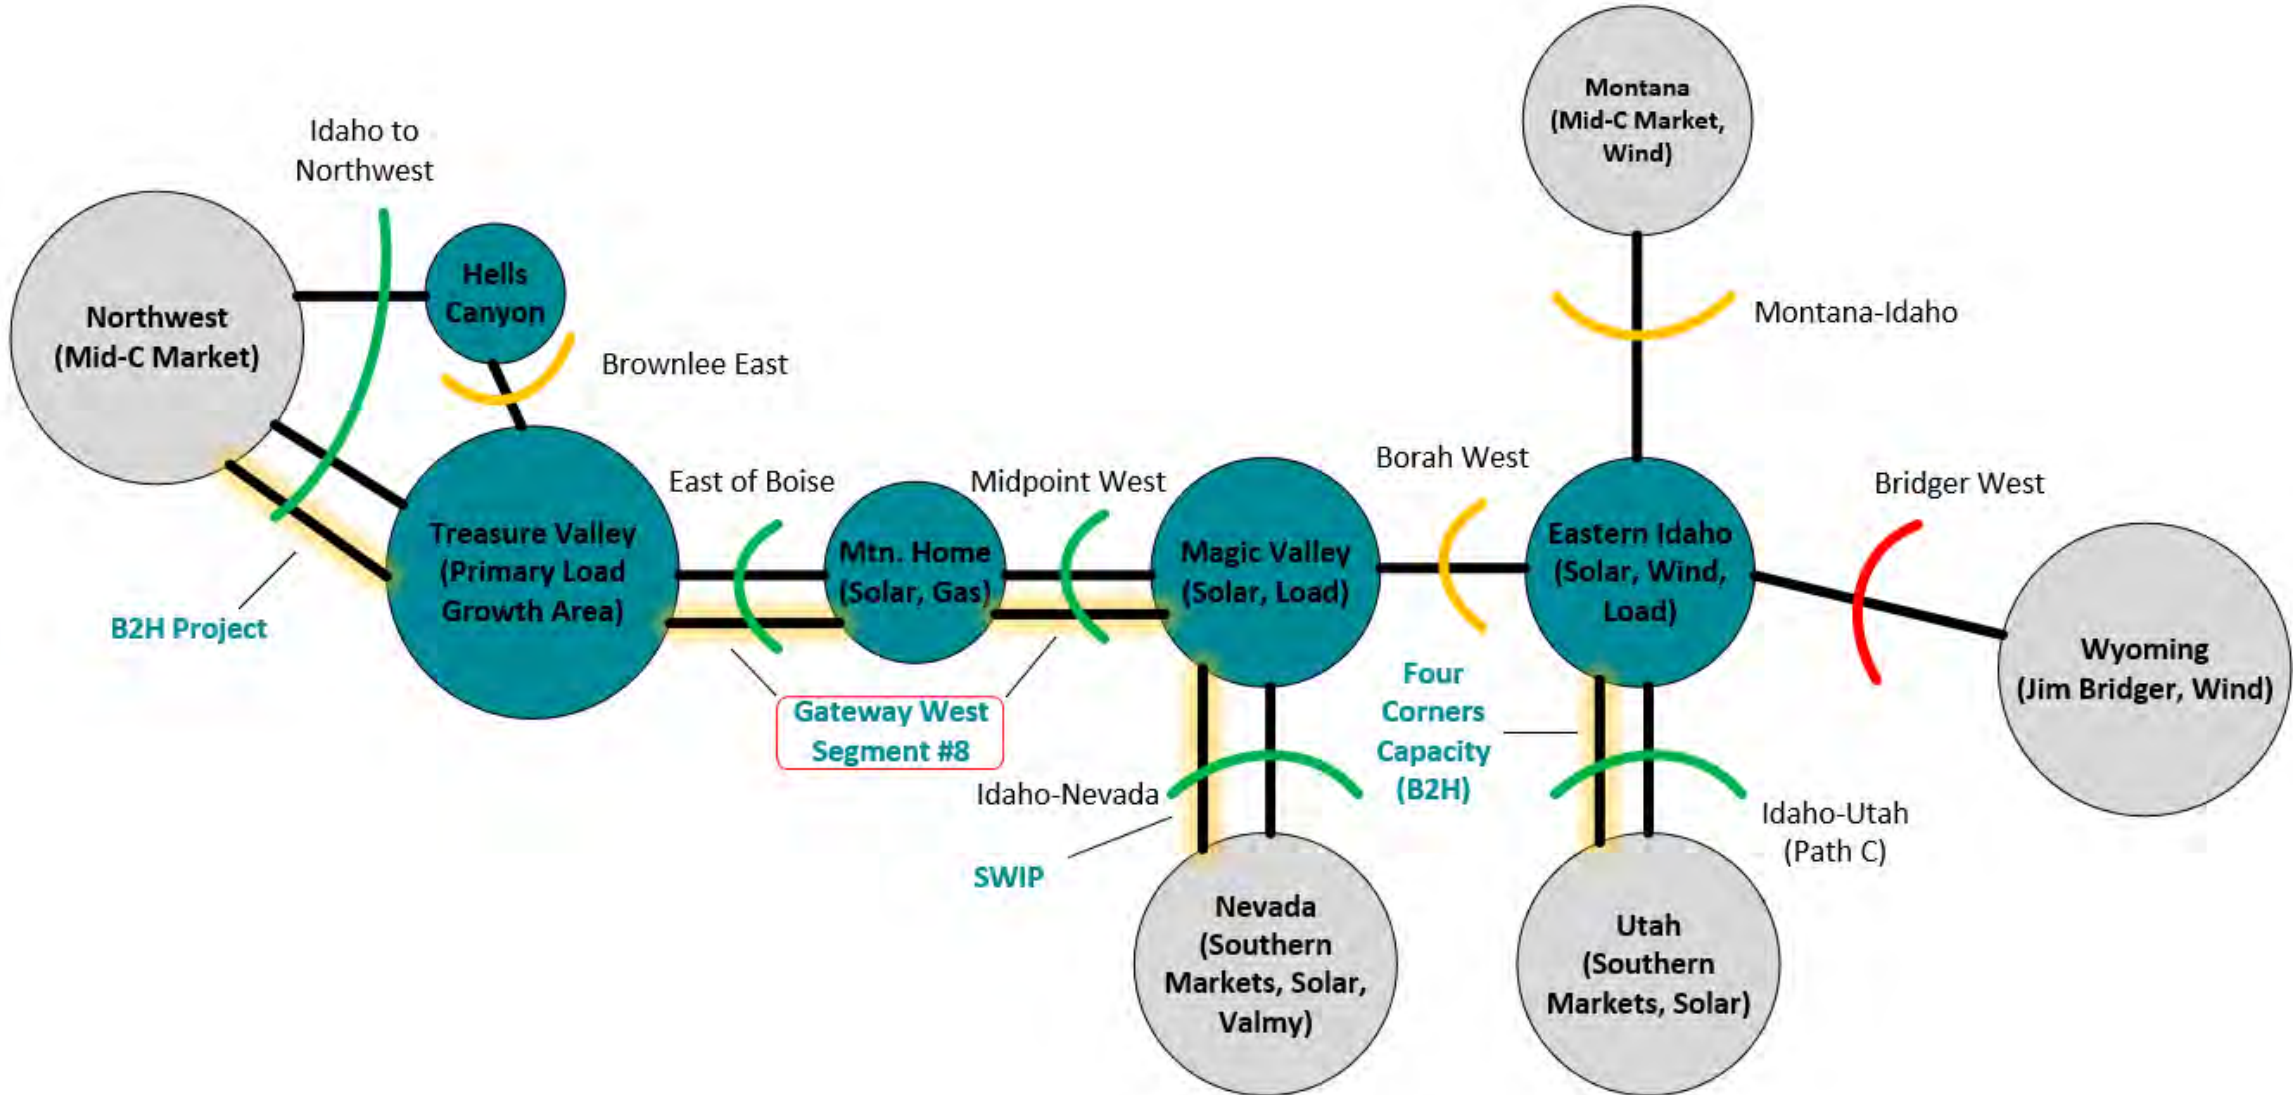 Idaho to
Northwest
Northwest
(Mid-C Market)
Hells
Canyon
Brownlee East
B2H Project
Treasure Valley
(Primary Load
Growth Area)
East of Boise
Mtn. Home
(Solar, Gas)
Midpoint West
Gateway West
Segment #8
Magic Valley
(Solar, Load)
Idaho-Nevada
SWIP
Nevada
(Southern
Markets, Solar,
Valmy)
Borah West
Montana
(Mid-C Market,
Wind)
Montana-Idaho
Eastern Idaho
(Solar, Wind,
Load)
Four
Corners
Capacity
(B2H)
Idaho-Utah
(Path C)
Utah
(Southern
Markets, Solar)
Bridger West
Wyoming
(Jim Bridger, Wind)